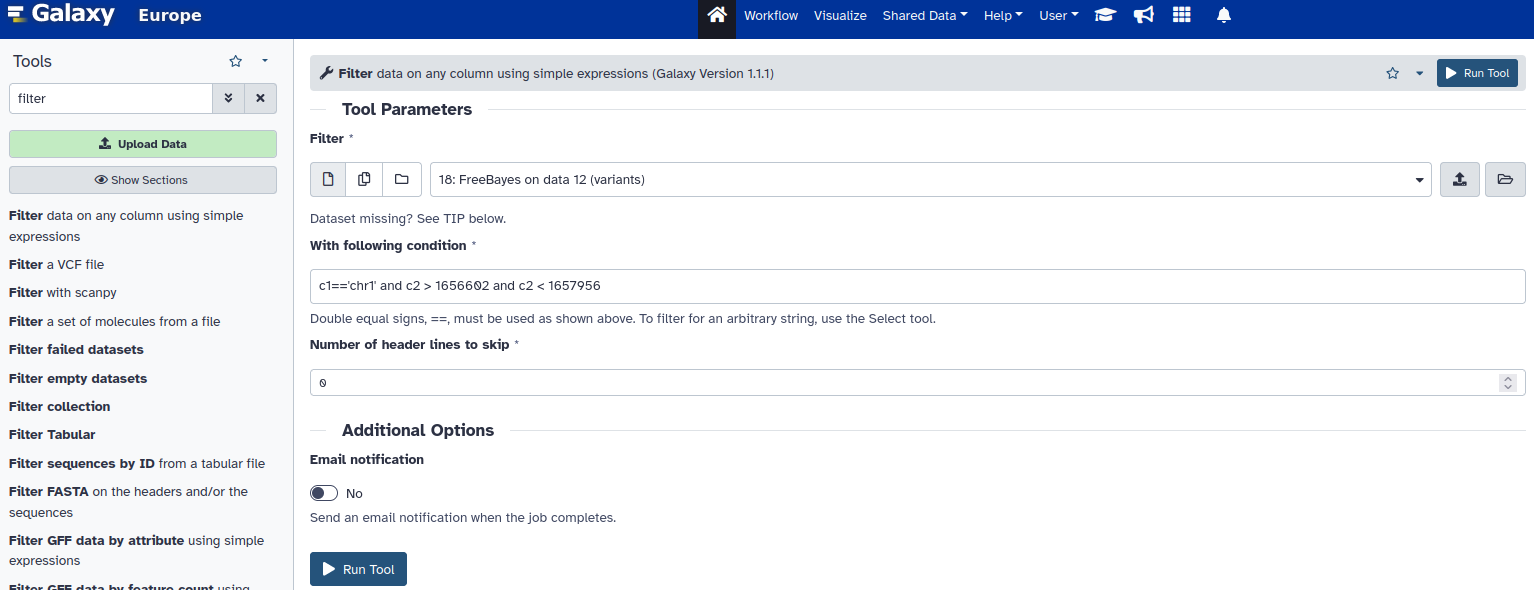 Galaxy Europe
Workflow Visualize Shared Data Help User
Tools
filter
Upload Data
Show Sections
Filter data on any column using simple
expressions
Filter a VCF file
Filter with scanpy
Filter a set of molecules from a file
Filter failed datasets
Filter empty datasets
Filter collection
Filter Tabular
Filter sequences by ID from a tabular file
Filter FASTA on the headers and/or the
sequences
Filter GFF data by attribute using simple
expressions
Filter GFF data by feature count using
Filter data on any column using simple expressions (Galaxy Version 1.1.1)
Run Tool
Tool Parameters
Filter *
18: FreeBayes on data 12 (variants)
Dataset missing? See TIP below.
With following condition *
c1=='chr1' and c2 > 1656602 and c2 < 1657956
Double equal signs, ==, must be used as shown above. To filter for an arbitrary string, use the Select tool.
Number of header lines to skip *
0
Additional Options
Email notification
No
Send an email notification when the job completes.
Run Tool